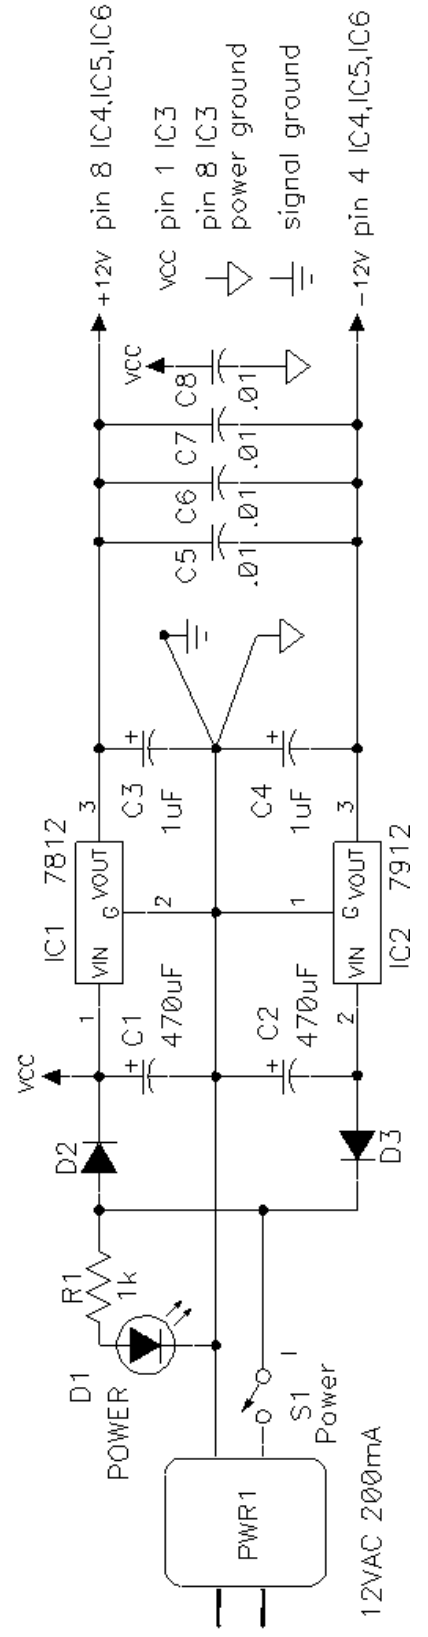 PWR1
12VAC 200mA
S1
Power
I
D1
POWER
R1
1k
D2
D3
VCC
C1
470uF
C2
470uF
IC1 7812
1
VIN
VOUT
G
3
2
IC2 7912
2
VIN
VOUT
G
3
1
C3
1uF
C4
1uF
C5
.01
C6
.01
C7
.01
C8
.01
VCC
+12V pin 8 IC4,IC5,IC6
VCC pin 1 IC3
pin 8 IC3
power ground
signal ground
-12V pin 4 IC4,IC5,IC6
+
+
+
+